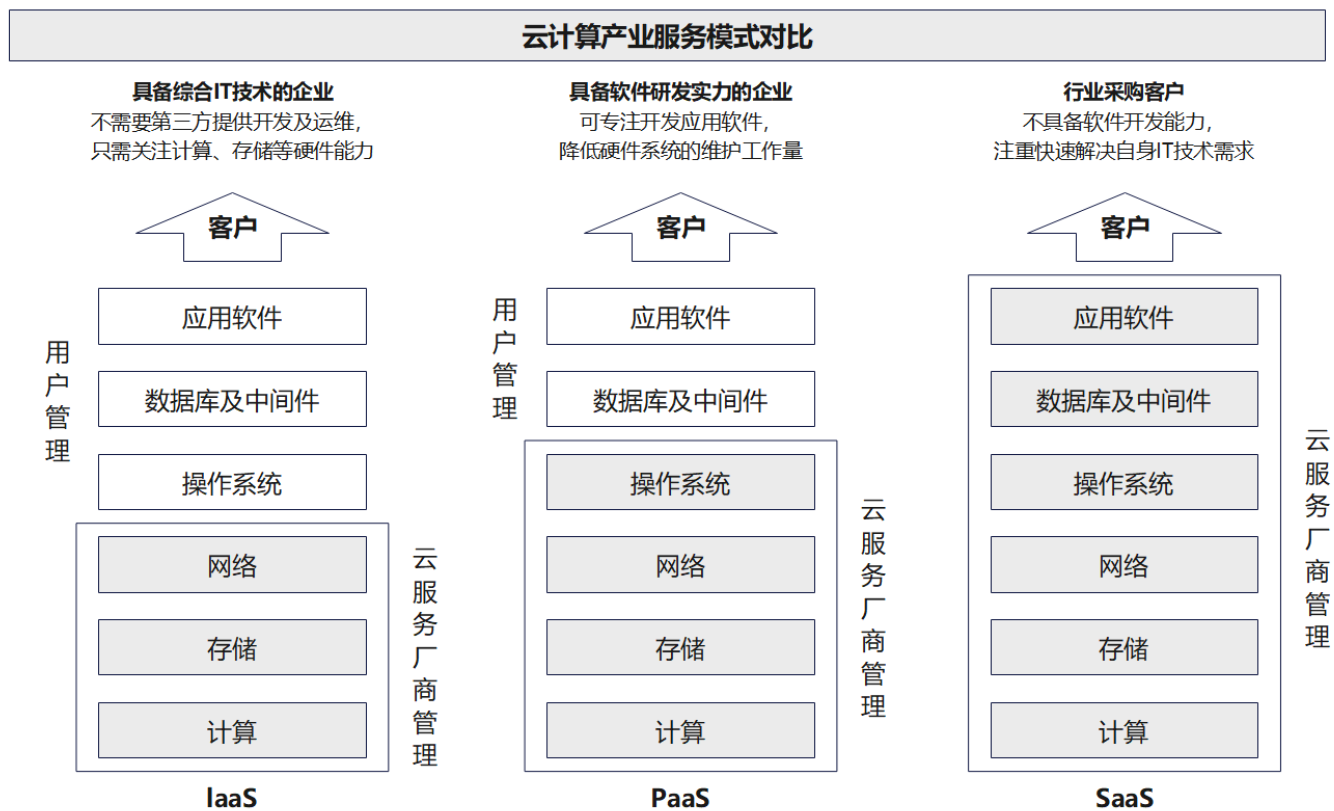 云计算产业服务模式对比
具备综合IT技术的企业
不需要第三方提供开发及运维，
只需关注计算、存储等硬件能力
客户
用户管理
应用软件
数据库及中间件
操作系统
网络
存储
计算
云服务厂商管理
IaaS
具备软件研发实力的企业
可专注开发应用软件，
降低硬件系统的维护工作量
客户
用户管理
应用软件
数据库及中间件
操作系统
网络
存储
计算
云服务厂商管理
PaaS
行业采购客户
不具备软件开发能力，
注重快速解决自身IT技术需求
客户
应用软件
数据库及中间件
操作系统
网络
存储
计算
云服务厂商管理
SaaS